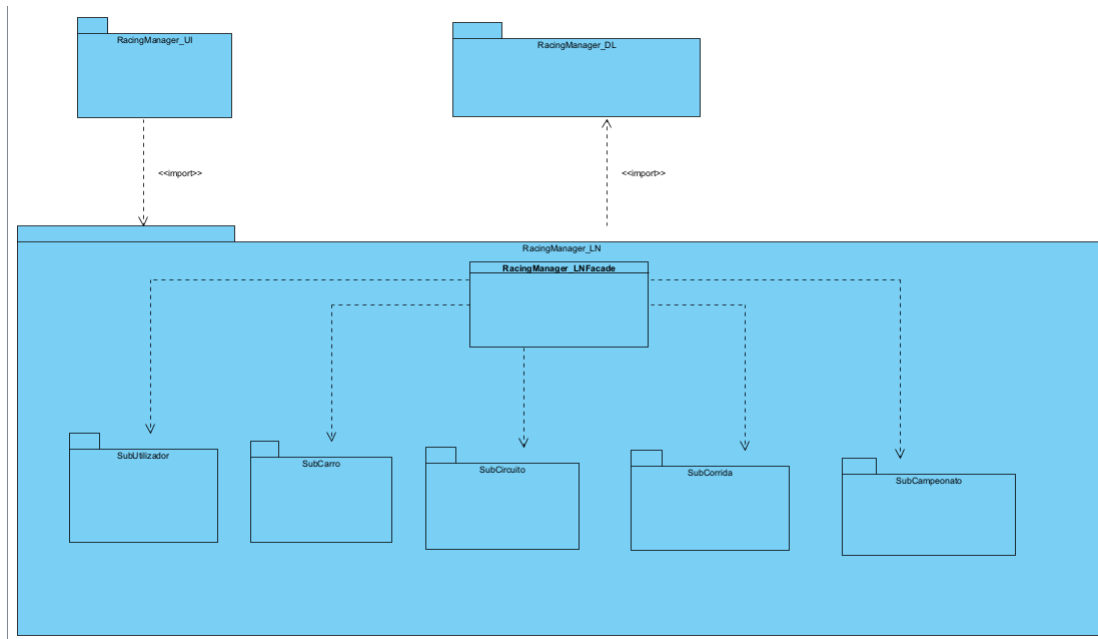 RacingManager_UI
RacingManager_DL
<<import>>
<<import>>
RacingManager_LN
RacingManager_LNFacade
SubUtilizador
SubCarro
SubCircuito
SubCorrida
SubCampeonato